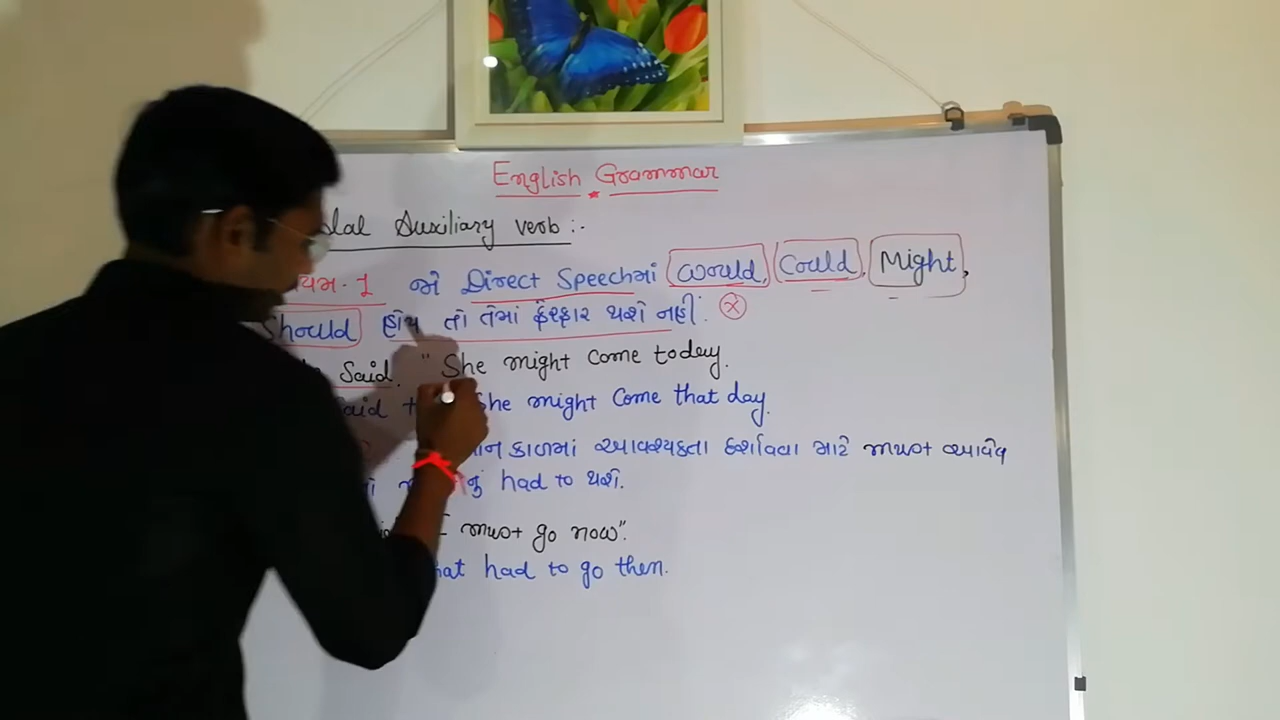 English Grammar
Auxiliary verb :-
નિયમ - 1 જો Direct Speechમાં Would, Could, Might,
Should હોય તો તેમાં ફેરફાર થશે નહીં. ×
Said, "She might come today.
Said She might come that day.
કાળમાં આવશ્યકતા દર્શાવવા માટે must આવેલ
નું had to થશે.
I must go now".
that had to go then.